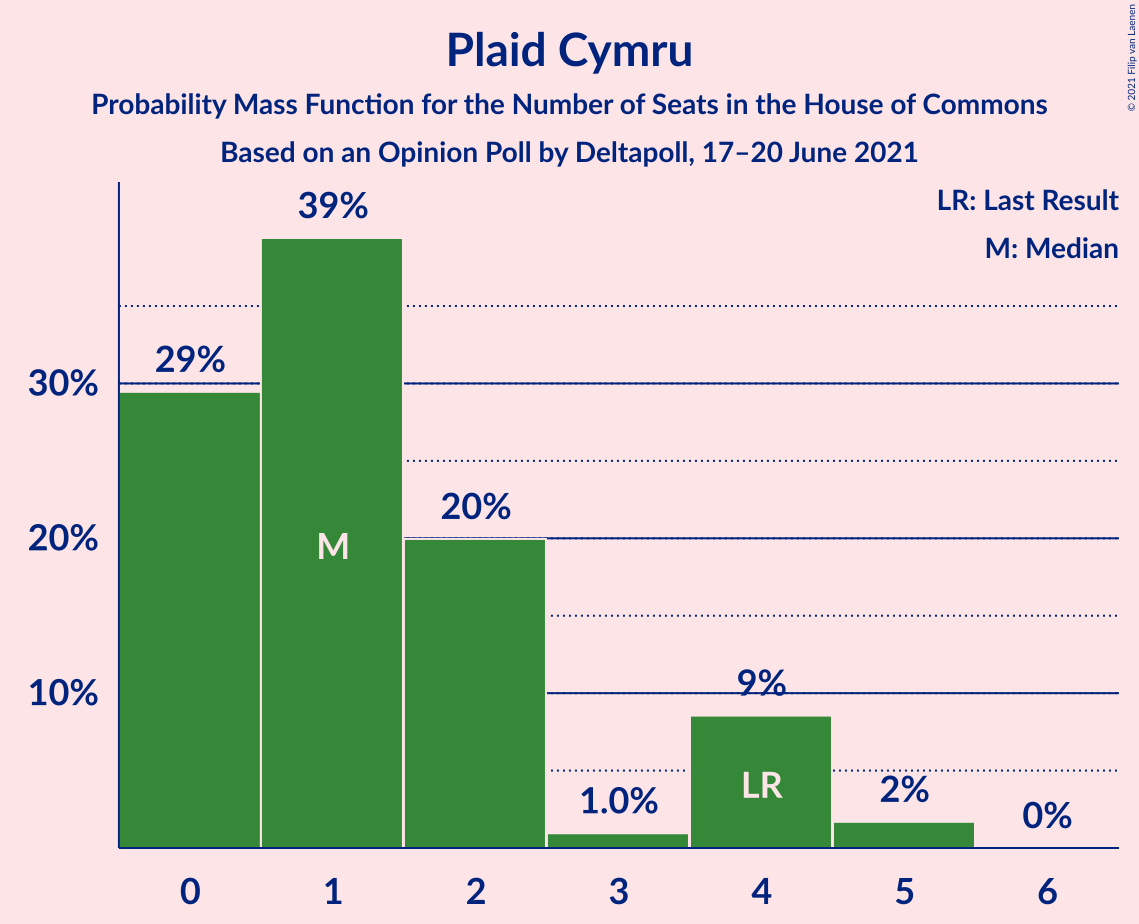 Plaid Cymru
Probability Mass Function for the Number of Seats in the House of Commons
Based on an Opinion Poll by Deltapoll, 17–20 June 2021
© 2021 Filip van Laenen
LR: Last Result
M: Median
39%
29%
30%
20%
M
20%
9%
10%
LR
1.0%
2%
0%
0 1 2 3 4 5 6